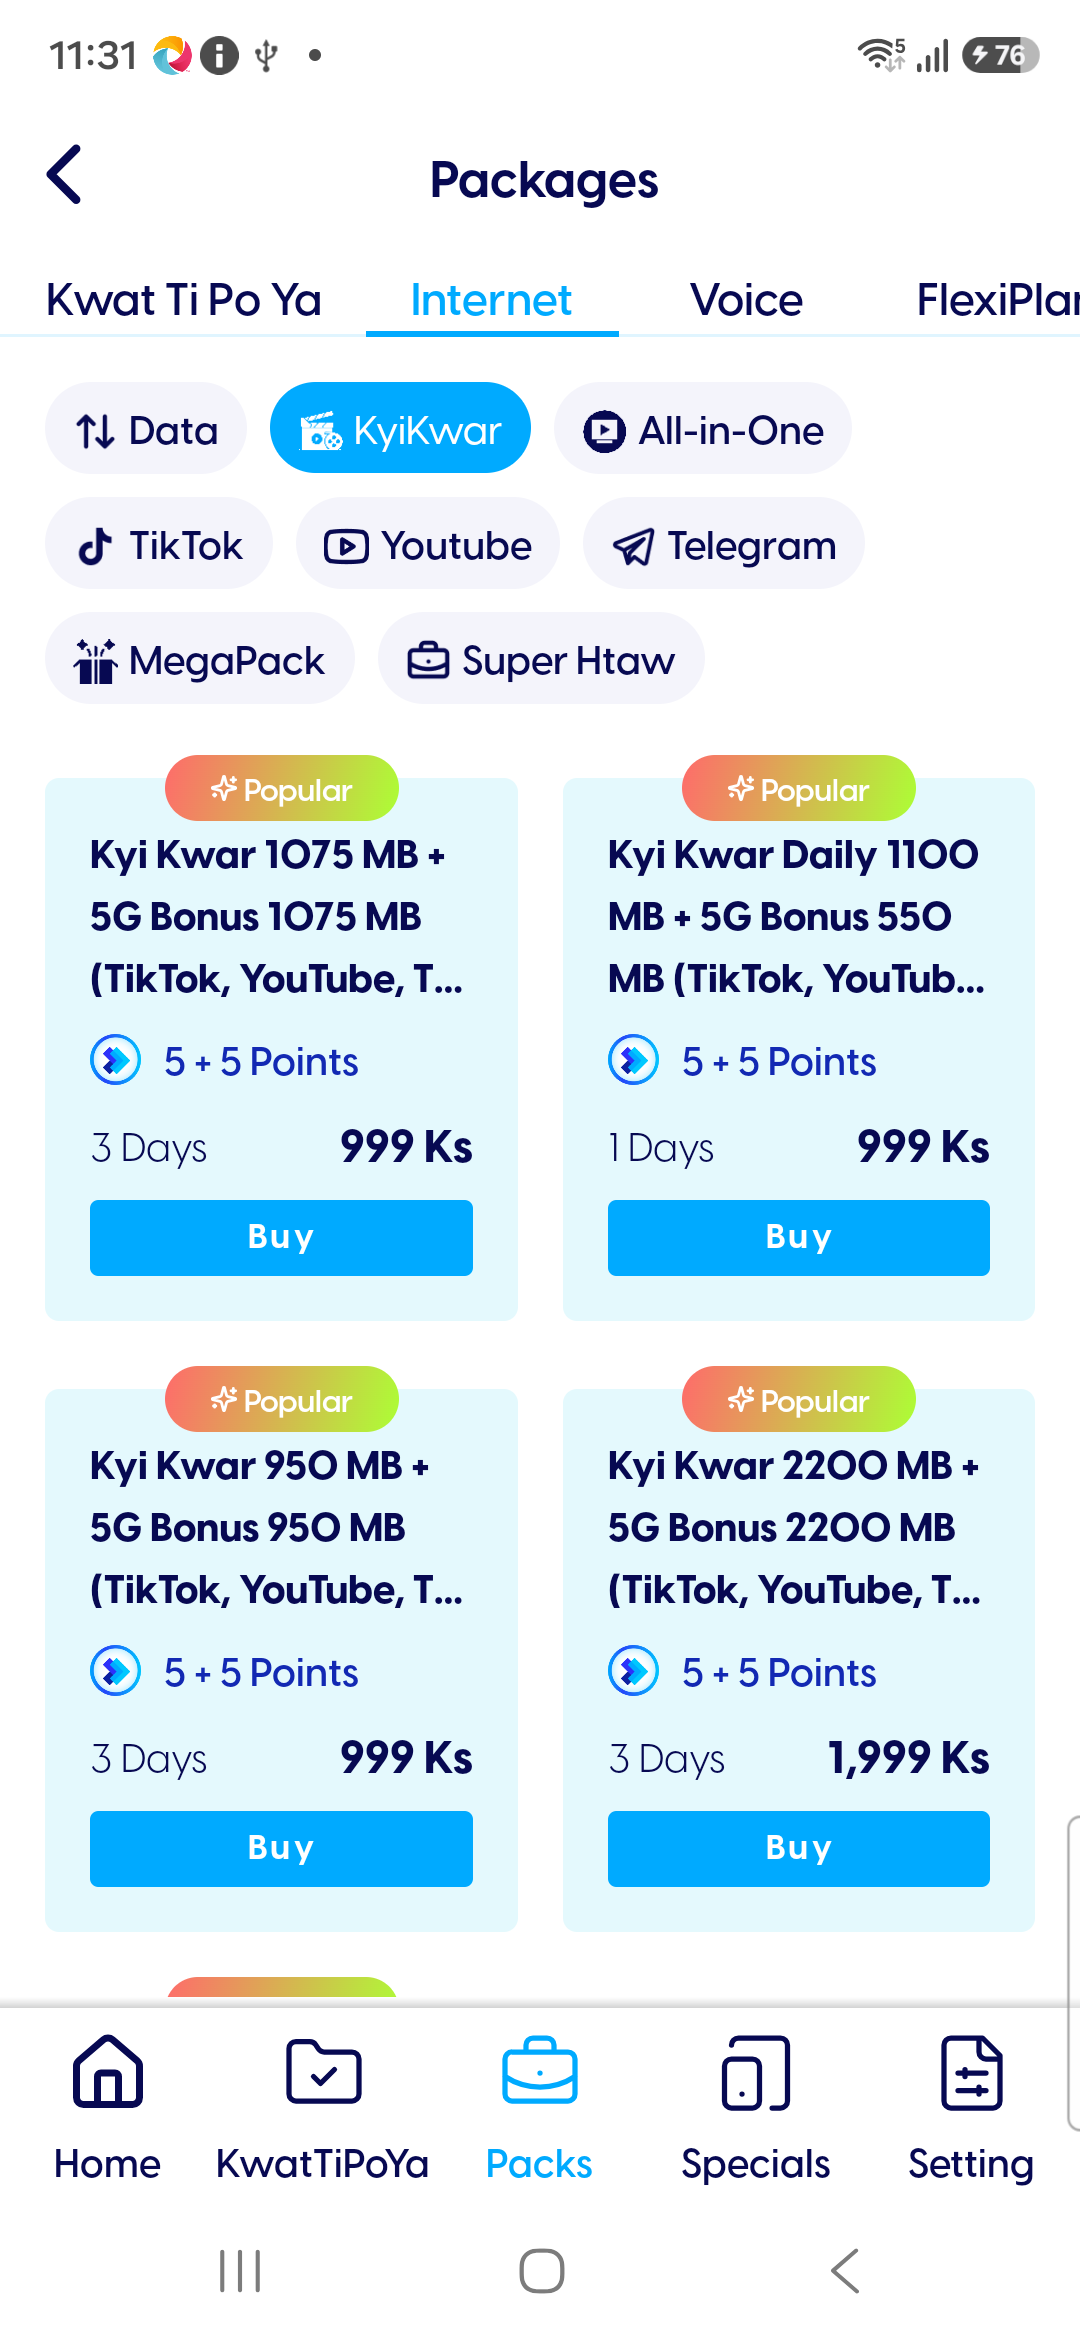 11:31
5
76
Packages
Kwat Ti Po Ya Internet Voice FlexiPlan
Data KyiKwar All-in-One
TikTok Youtube Telegram
MegaPack Super Htaw
Popular
Kyi Kwar 1075 MB +
5G Bonus 1075 MB
(TikTok, YouTube, T...
5 + 5 Points
3 Days 999 Ks
Buy
Popular
Kyi Kwar Daily 1100
MB + 5G Bonus 550
MB (TikTok, YouTub...
5 + 5 Points
1 Days 999 Ks
Buy
Popular
Kyi Kwar 950 MB +
5G Bonus 950 MB
(TikTok, YouTube, T...
5 + 5 Points
3 Days 999 Ks
Buy
Popular
Kyi Kwar 2200 MB +
5G Bonus 2200 MB
(TikTok, YouTube, T...
5 + 5 Points
3 Days 1,999 Ks
Buy
Home KwatTiPoYa Packs Specials Setting